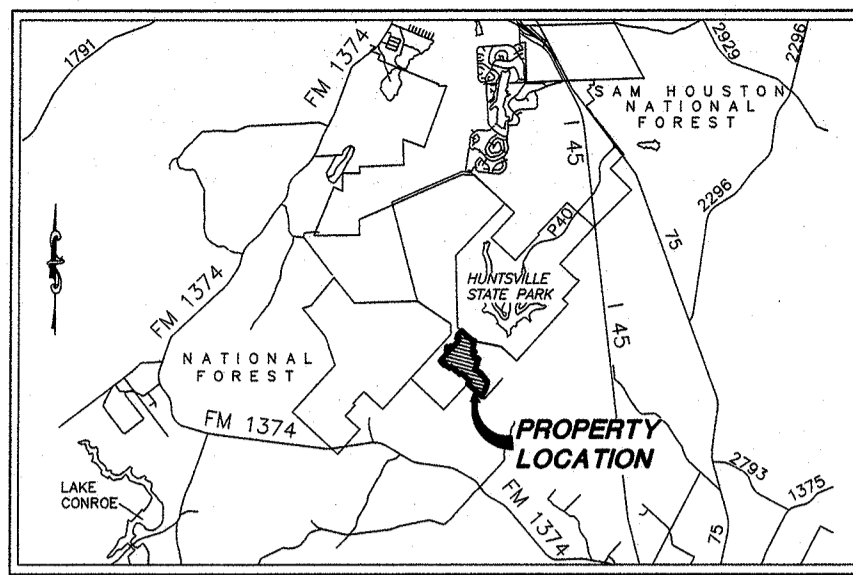 1791
FM 1374
2929
2296
SAM HOUSTON
NATIONAL
FOREST
I 45
2296
P40
75
HUNTSVILLE
STATE PARK
FM 1374
I 45
NATIONAL
FOREST
FM 1374
PROPERTY
LOCATION
LAKE
CONROE
FM 1374
2793
1375
75